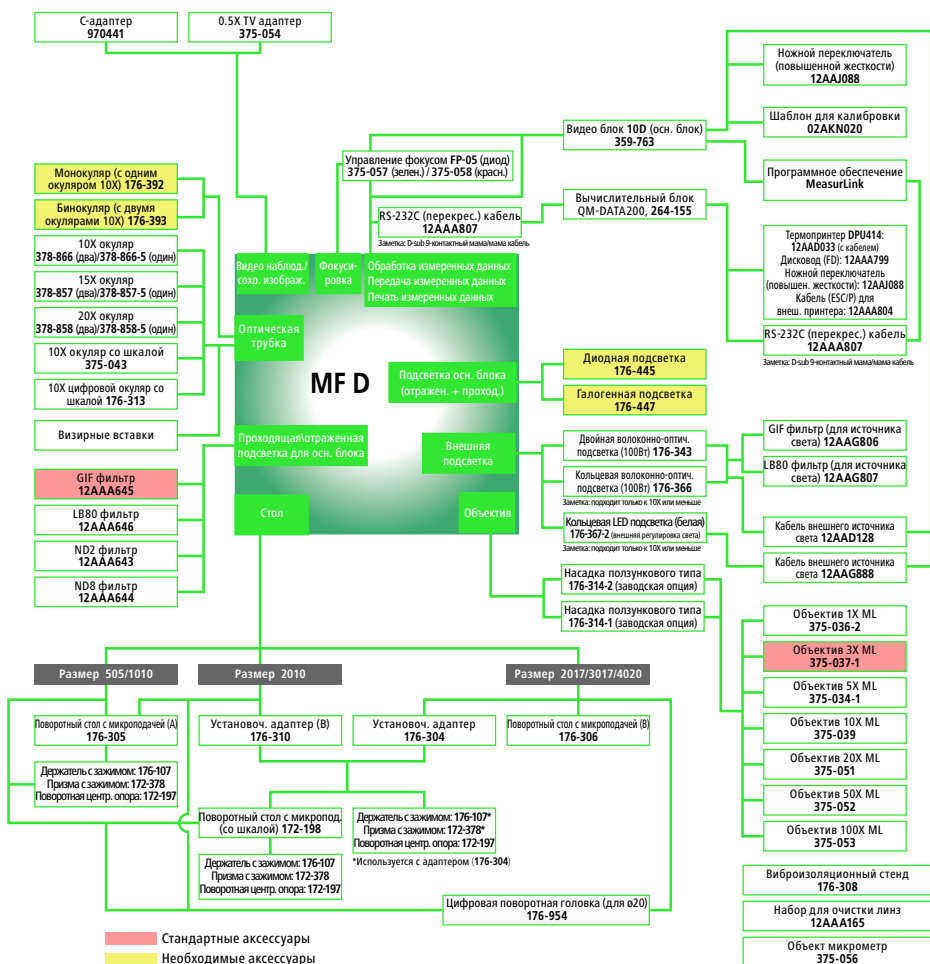 С-адаптер
970441
0.5X TV адаптер
375-054
Ножной переключатель
(повышенной жесткости)
12AAJ088
Шаблон для калибровки
02AKN020
Видео блок 10D (осн. блок)
359-763
Программное обеспечение
MeasurLink
Управление фокусом FP-05 (диод)
375-057 (зелен.) / 375-058 (красн.)
Монокуляр (с одним
окуляром 10X) 176-392
Бинокуляр (с двумя
окулярами 10X) 176-393
RS-232C (перекрес.) кабель
12AAA807
Заметка: D-sub 9-контактный мама/мама кабель
Вычислительный блок
QM-DATA200, 264-155
10X окуляр
378-866 (два)/378-866-5 (один)
15X окуляр
378-857 (два)/378-857-5 (один)
20X окуляр
378-858 (два)/378-858-5 (один)
10X окуляр со шкалой
375-043
10X цифровой окуляр со
шкалой 176-313
Визирные вставки
Термопринтер DPU414:
12AAD033 (с кабелем)
Дисковод (FD): 12AAA799
Ножной переключатель
(повышен. жесткости): 12AAJ088
Кабель (ESC/P) для
внеш. принтера: 12AAA804
RS-232C (перекрес.) кабель
12AAA807
Заметка: D-sub 9-контактный мама/мама кабель
Видео наблюд./
сохр. изображ.
Фокуси-
ровка
Обработка измеренных данных
Передача измеренных данных
Печать измеренных данных
Оптическая
трубка
MF D
Подсветка осн. блока
(отражен. + проход.)
Диодная подсветка
176-445
Галогенная подсветка
176-447
Проходящая\отраженная
подсветка для осн. блока
Внешняя
подсветка
Стол
Объектив
GIF фильтр
12AAA645
LB80 фильтр
12AAA646
ND2 фильтр
12AAA643
ND8 фильтр
12AAA644
Двойная волоконно-оптич.
подсветка (100Вт) 176-343
Кольцевая волоконно-оптич.
подсветка (100Вт) 176-366
Заметка: подходит только к 10X или меньше
Кольцевая LED подсветка (белая)
176-367-2 (внешняя регулировка света)
Заметка: подходит только к 10X или меньше
GIF фильтр (для источника
света) 12AAG806
LB80 фильтр (для источника
света) 12AAG807
Кабель внешнего источника
света 12AAD128
Кабель внешнего источника
света 12AAG888
Насадка ползункового типа
176-314-2 (заводская опция)
Насадка ползункового типа
176-314-1 (заводская опция)
Объектив 1X ML
375-036-2
Объектив 3X ML
375-037-1
Объектив 5X ML
375-034-1
Объектив 10X ML
375-039
Объектив 20X ML
375-051
Объектив 50X ML
375-052
Объектив 100X ML
375-053
Размер 505/1010
Размер 2010
Размер 2017/3017/4020
Поворотный стол с микроподачей (А)
176-305
Установоч. адаптер (В)
176-310
Установоч. адаптер
176-304
Поворотный стол с микроподачей (В)
176-306
Держатель с зажимом: 176-107
Призма с зажимом: 172-378
Поворотная центр. опора: 172-197
Поворотный стол с микропод.
(со шкалой) 172-198
Держатель с зажимом: 176-107*
Призма с зажимом: 172-378*
Поворотная центр. опора: 172-197
*Используется с адаптером (176-304)
Держатель с зажимом: 176-107
Призма с зажимом: 172-378
Поворотная центр. опора: 172-197
Цифровая поворотная головка (для ø20)
176-954
Виброизоляционный стенд
176-308
Набор для очистки линз
12AAA165
Объект микрометр
375-056
Стандартные аксессуары
Необходимые аксессуары